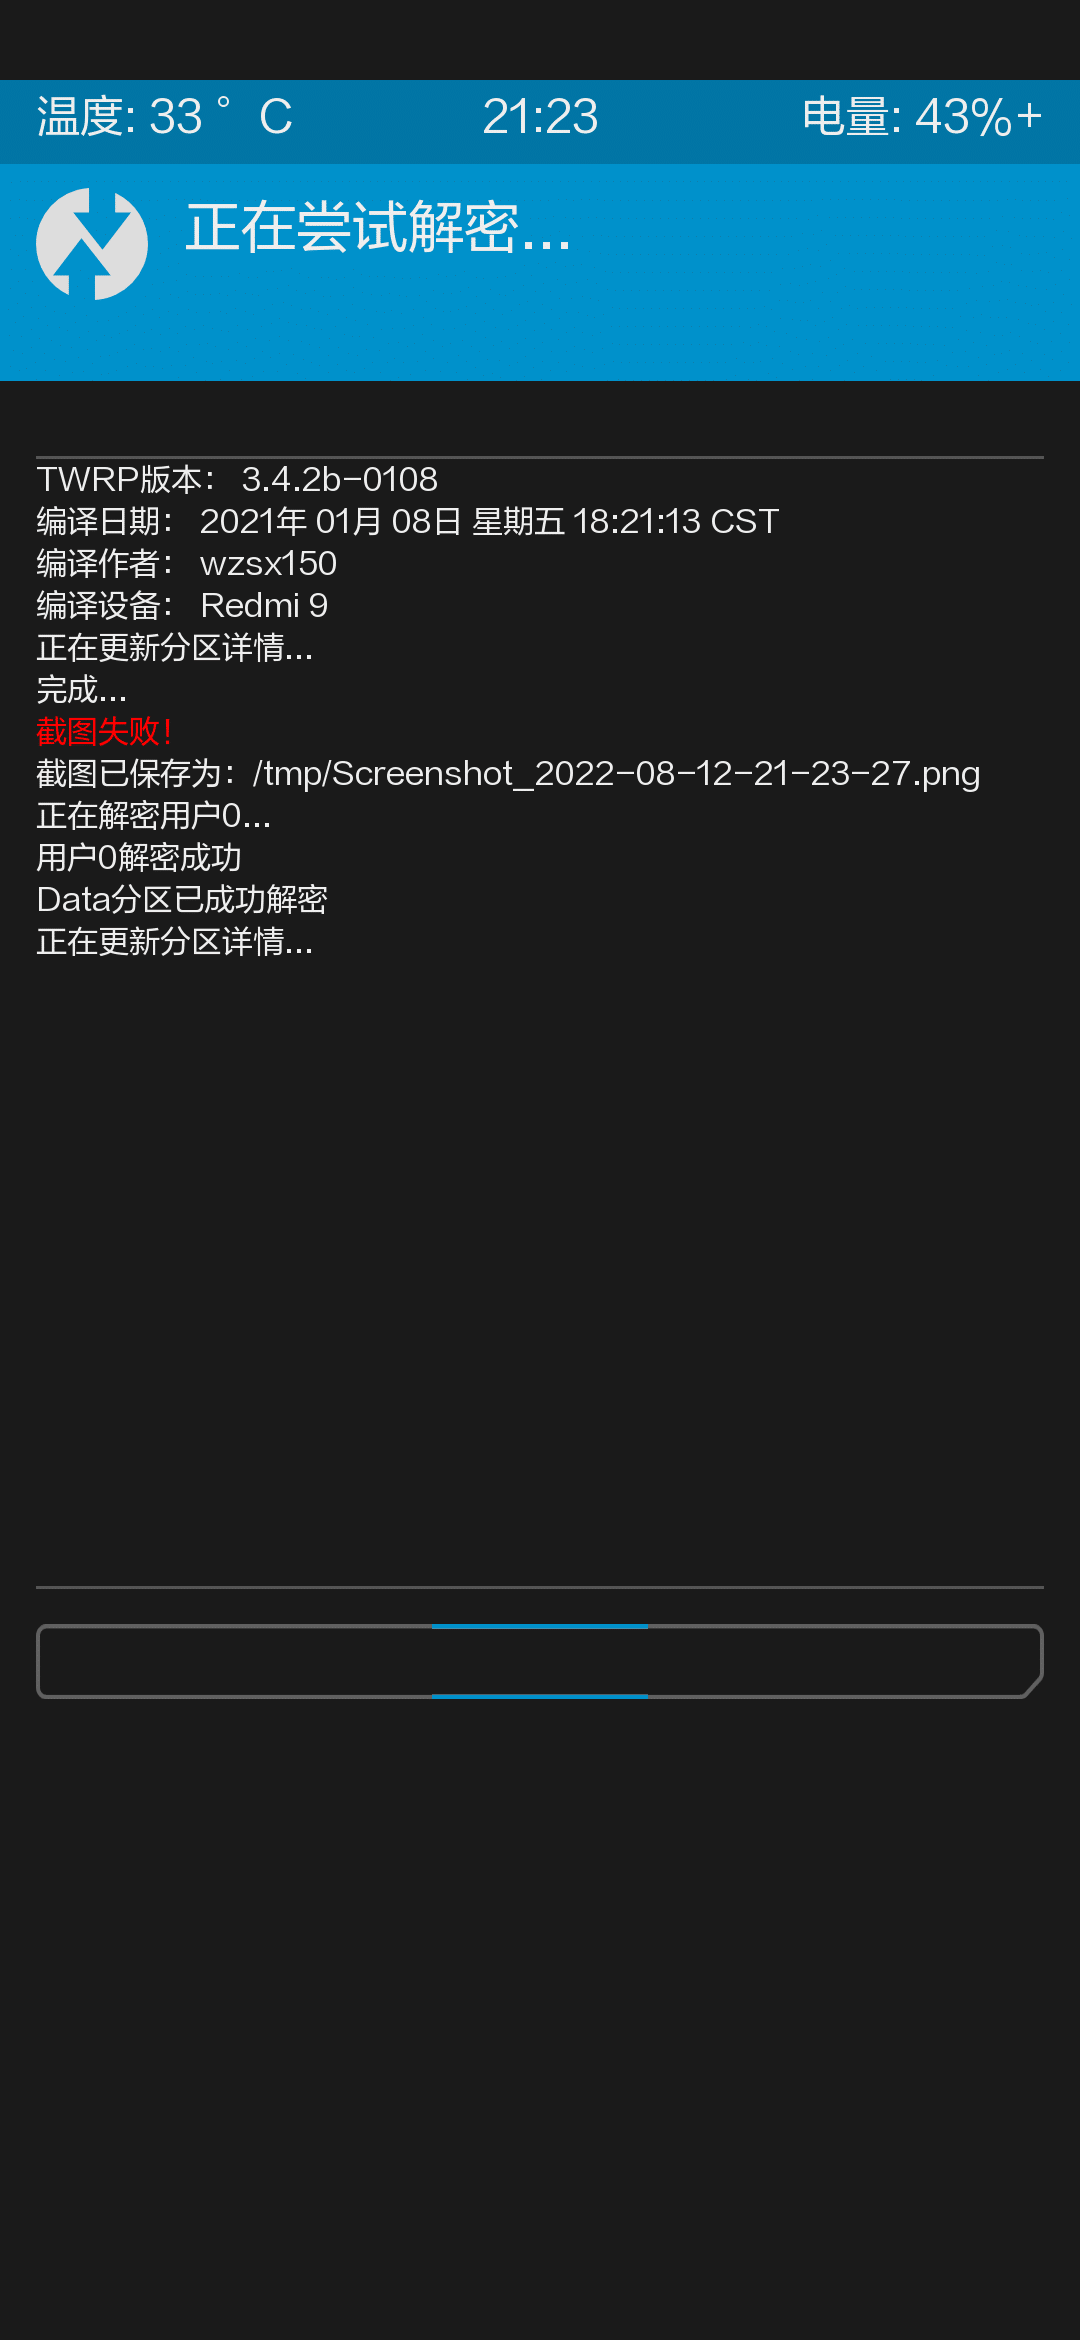 温度: 33 °C 21:23 电量: 43%+
正在尝试解密...
TWRP版本： 3.4.2b-0108
编译日期： 2021年 01月 08日 星期五 18:21:13 CST
编译作者： wzsx150
编译设备： Redmi 9
正在更新分区详情...
完成...
截图失败！
截图已保存为：/tmp/Screenshot_2022-08-12-21-23-27.png
正在解密用户0...
用户0解密成功
Data分区已成功解密
正在更新分区详情...